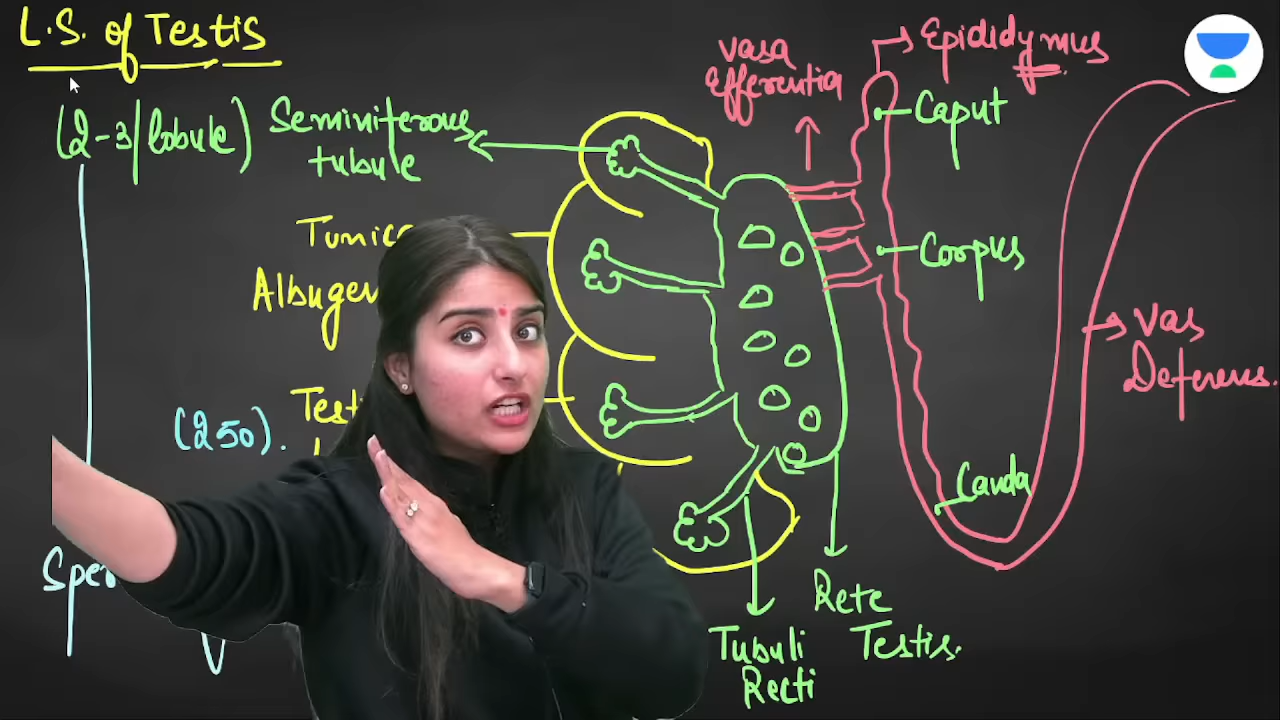 L.S. of Testis
(2-3/lobule) Seminiferous
tubule
Vasa
Efferentia
Epididymus
Caput
Corpus
Vas
Deferens.
Cauda
(250).
Rete
Testis.
Tubuli
Recti